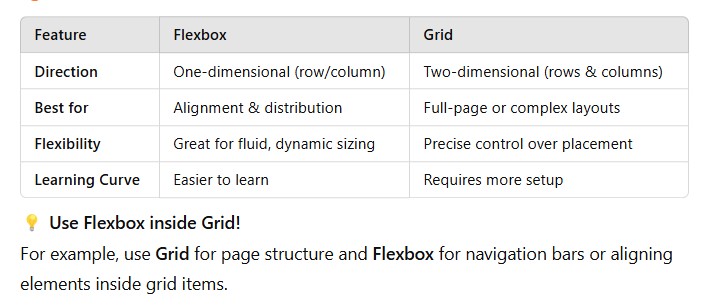 Feature Flexbox Grid
Direction One-dimensional (row/column) Two-dimensional (rows & columns)
Best for Alignment & distribution Full-page or complex layouts
Flexibility Great for fluid, dynamic sizing Precise control over placement
Learning Curve Easier to learn Requires more setup
💡 Use Flexbox inside Grid!
For example, use Grid for page structure and Flexbox for navigation bars or aligning
elements inside grid items.